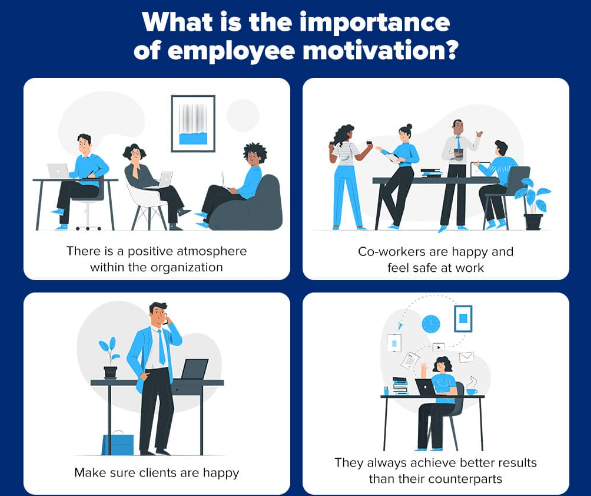 What is the importance
of employee motivation?
There is a positive atmosphere
within the organization
Co-workers are happy and
feel safe at work
Make sure clients are happy
They always achieve better results
than their counterparts